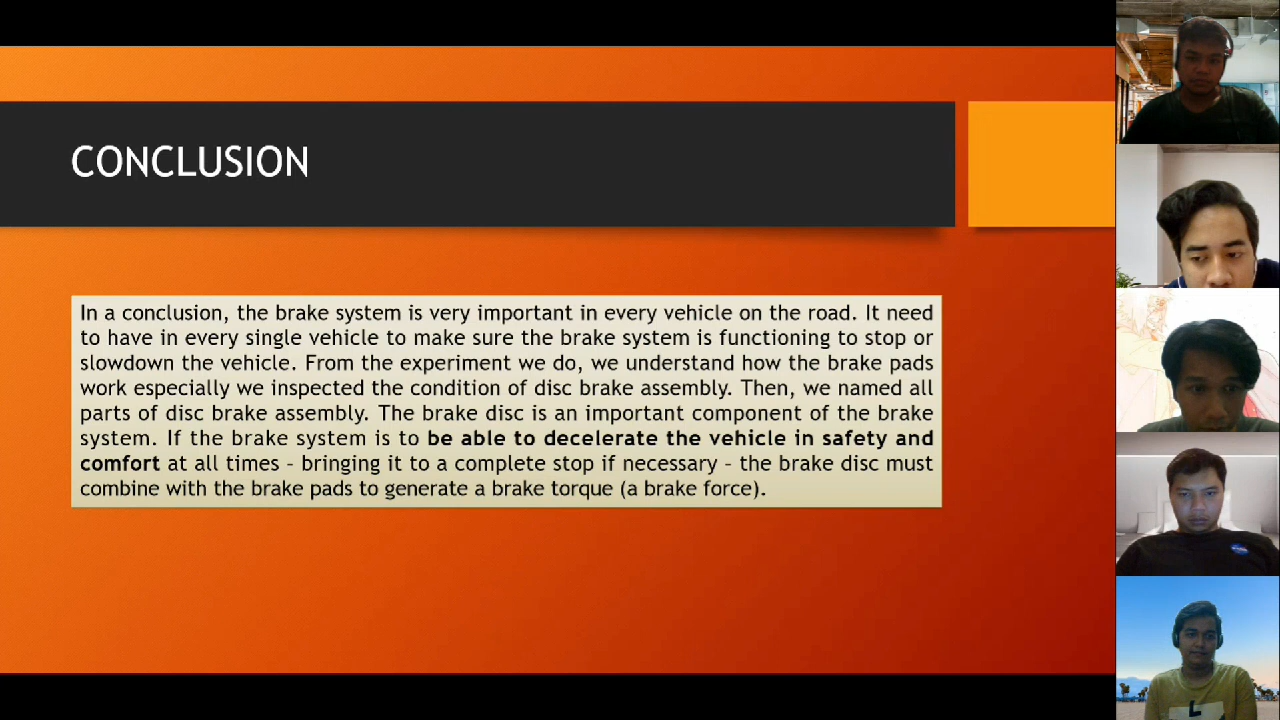 CONCLUSION
In a conclusion, the brake system is very important in every vehicle on the road. It need
to have in every single vehicle to make sure the brake system is functioning to stop or
slowdown the vehicle. From the experiment we do, we understand how the brake pads
work especially we inspected the condition of disc brake assembly. Then, we named all
parts of disc brake assembly. The brake disc is an important component of the brake
system. If the brake system is to be able to decelerate the vehicle in safety and
comfort at all times – bringing it to a complete stop if necessary – the brake disc must
combine with the brake pads to generate a brake torque (a brake force).